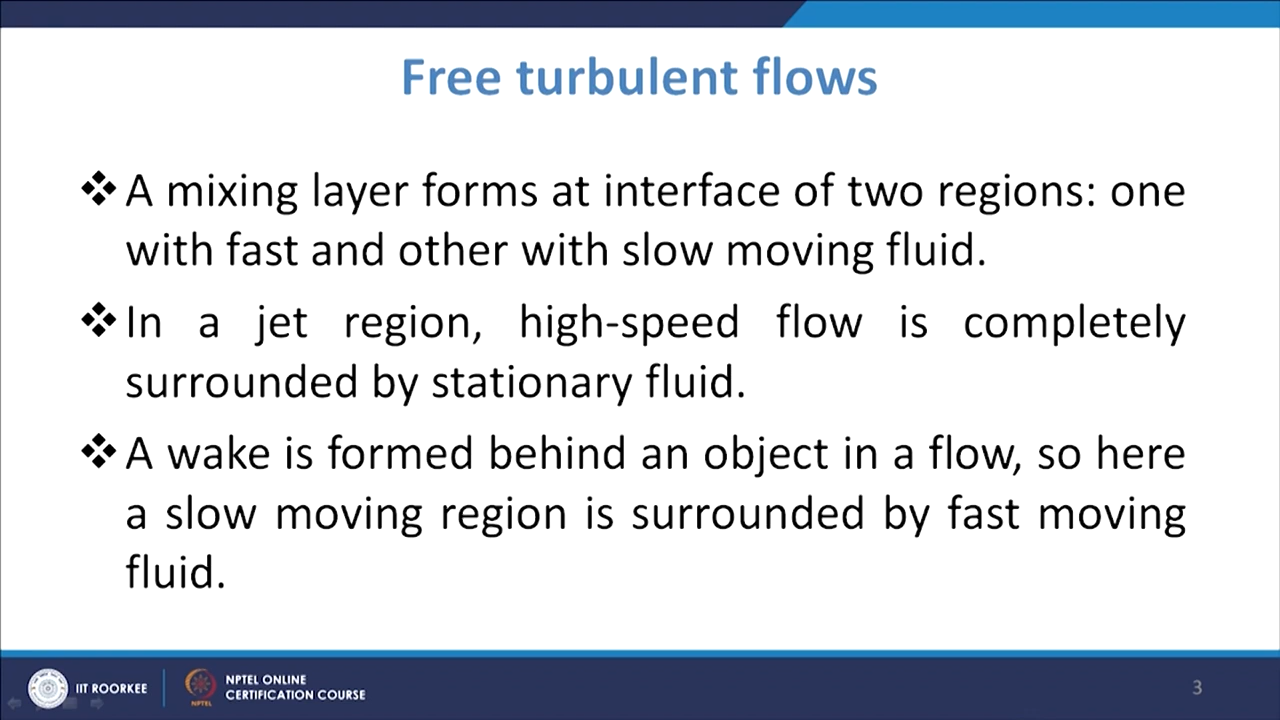 Free turbulent flows
❖ A mixing layer forms at interface of two regions: one
with fast and other with slow moving fluid.
❖ In a jet region, high-speed flow is completely
surrounded by stationary fluid.
❖ A wake is formed behind an object in a flow, so here
a slow moving region is surrounded by fast moving
fluid.
IIT ROORKEE
NPTEL ONLINE
CERTIFICATION COURSE
NPTEL
3